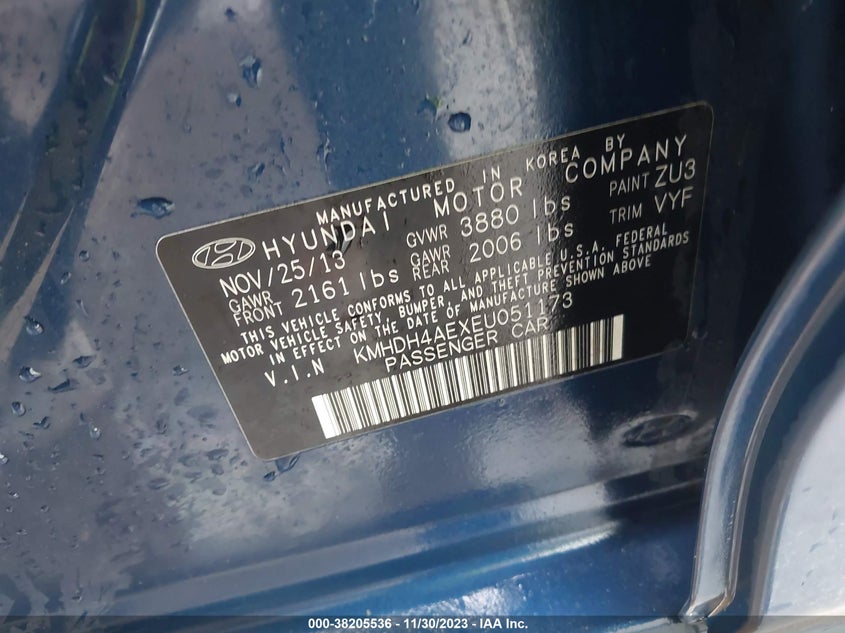 MANUFACTURED IN KOREA BY
HYUNDAI MOTOR COMPANY
NOV/25/13 GVWR 3880 lbs PAINT ZU3
GAWR FRONT 2161 lbs GAWR REAR 2006 lbs TRIM VYF
THIS VEHICLE CONFORMS TO ALL APPLICABLE U.S.A. FEDERAL
MOTOR VEHICLE SAFETY, BUMPER, AND THEFT PREVENTION STANDARDS
IN EFFECT ON THE DATE OF MANUFACTURE SHOWN ABOVE
V.I.N KMHDH4AEXEU051173
PASSENGER CAR
000-38205536 - 11/30/2023 - IAA Inc.